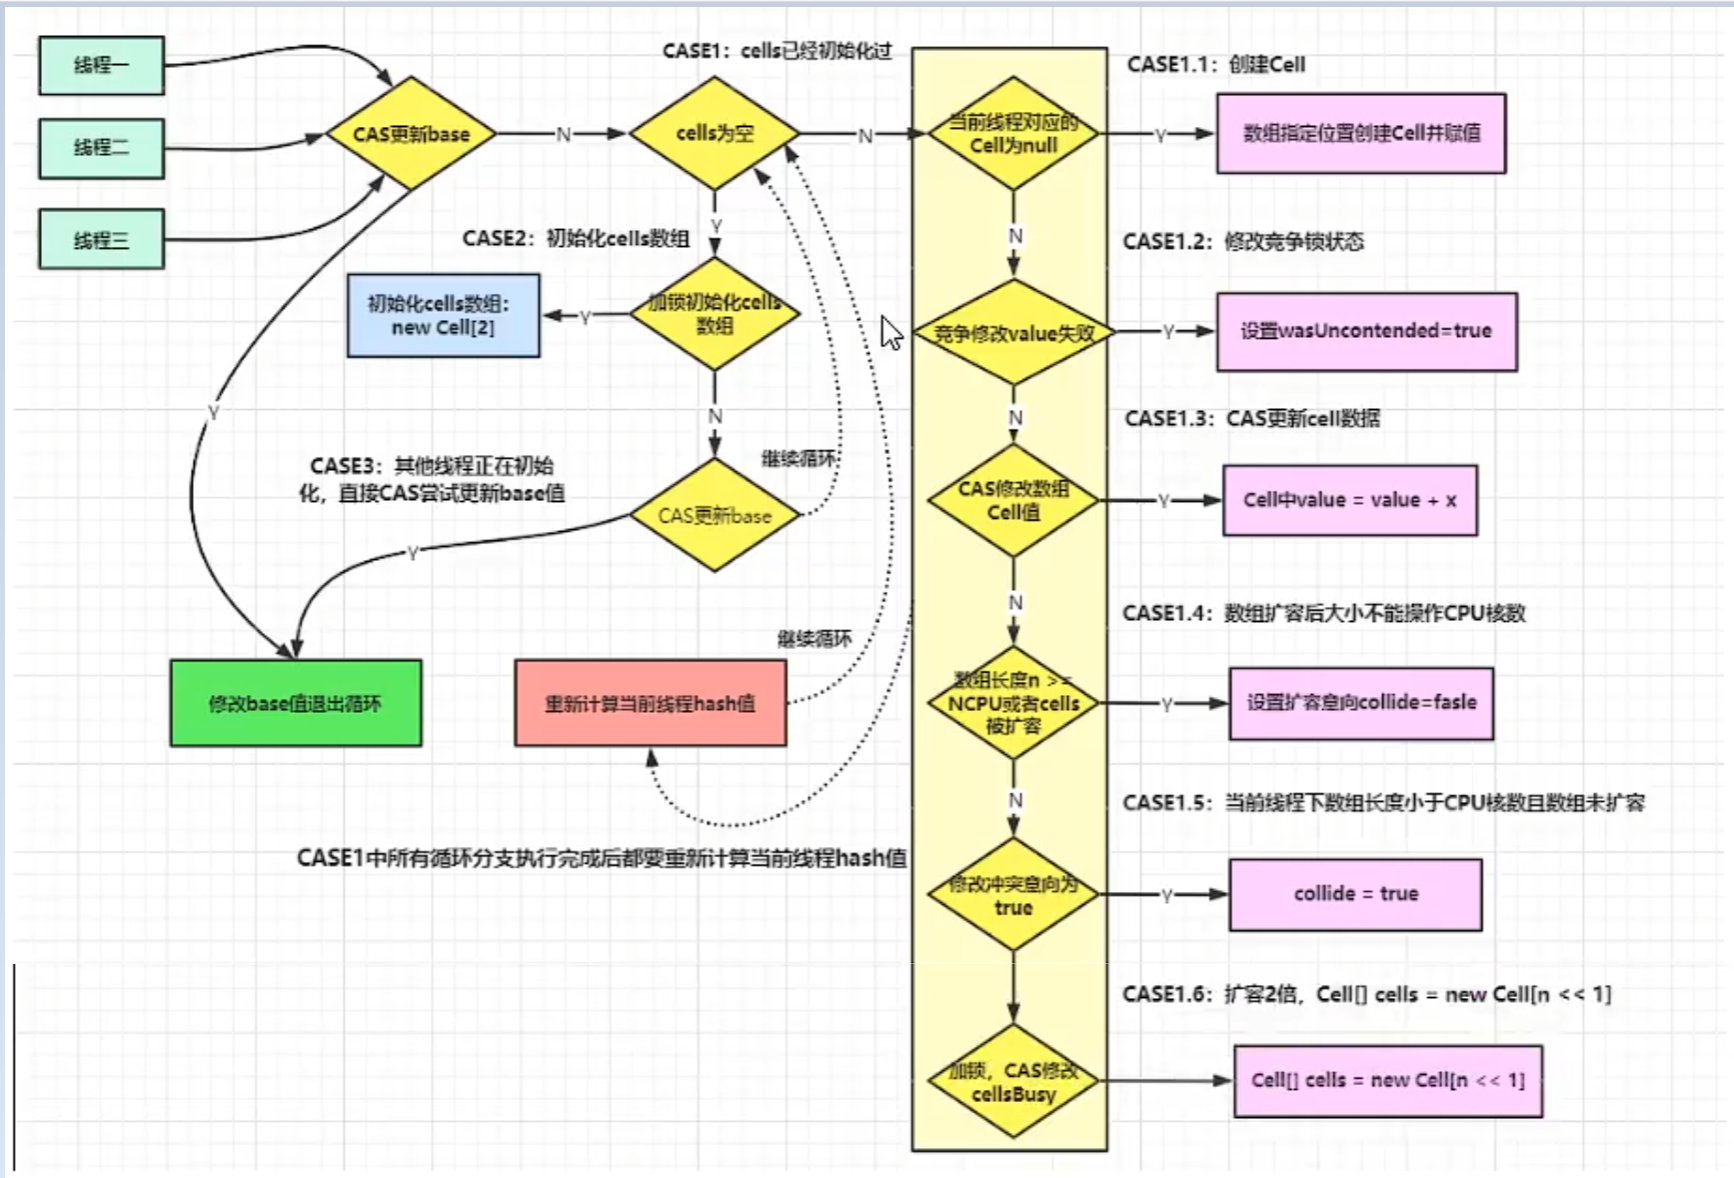 线程一
线程二
线程三
CAS更新base
N
Y
CASE1：cells已经初始化过
cells为空
N
Y
CASE2：初始化cells数组
加锁初始化cells
数组
Y
初始化cells数组：
new Cell[2]
N
CASE3：其他线程正在初始
化，直接CAS尝试更新base值
CAS更新base
Y
继续循环
修改base值退出循环
重新计算当前线程hash值
继续循环
CASE1中所有循环分支执行完成后都要重新计算当前线程hash值
当前线程对应的
Cell为null
Y
CASE1.1：创建Cell
数组指定位置创建Cell并赋值
N
CASE1.2：修改竞争锁状态
竞争修改value失败
Y
设置wasUncontended=true
N
CASE1.3：CAS更新cell数据
CAS修改数组
Cell值
Y
Cell中value = value + x
N
CASE1.4：数组扩容后大小不能操作CPU核数
数组长度n >=
NCPU或者cells
被扩容
Y
设置扩容意向collide=fasle
N
CASE1.5：当前线程下数组长度小于CPU核数且数组未扩容
修改冲突意向为
true
Y
collide = true
CASE1.6：扩容2倍，Cell[] cells = new Cell[n << 1]
加锁，CAS修改
cellsBusy
Cell[] cells = new Cell[n << 1]